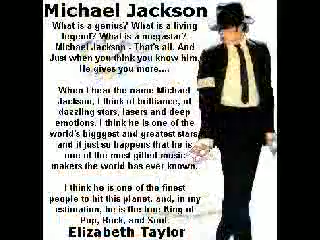 Michael Jackson
What is a genius? What is a living
legend? What is a megastar?
Michael Jackson - That's all. And
Just when you think you know him,
He gives you more....
When I hear the name Michael
Jackson, I think of brilliance, of
dazzling stars, lasers and deep
emotions. I think he is one of the
world's biggest and greatest stars,
and it just so happens that he is
one of the most gifted music
makers the world has ever known.
I think he is one of the finest
people to hit this planet, and, in my
estimation, he is the true King of
Pop, Rock, and Soul.
Elizabeth Taylor